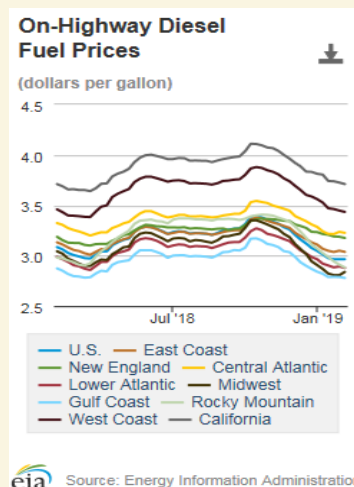 On-Highway Diesel
Fuel Prices
(dollars per gallon)
4.5
4.0
3.5
3.0
2.5
Jul '18
Jan '19
U.S.
East Coast
New England
Central Atlantic
Lower Atlantic
Midwest
Gulf Coast
Rocky Mountain
West Coast
California
eia
Source: Energy Information Administration